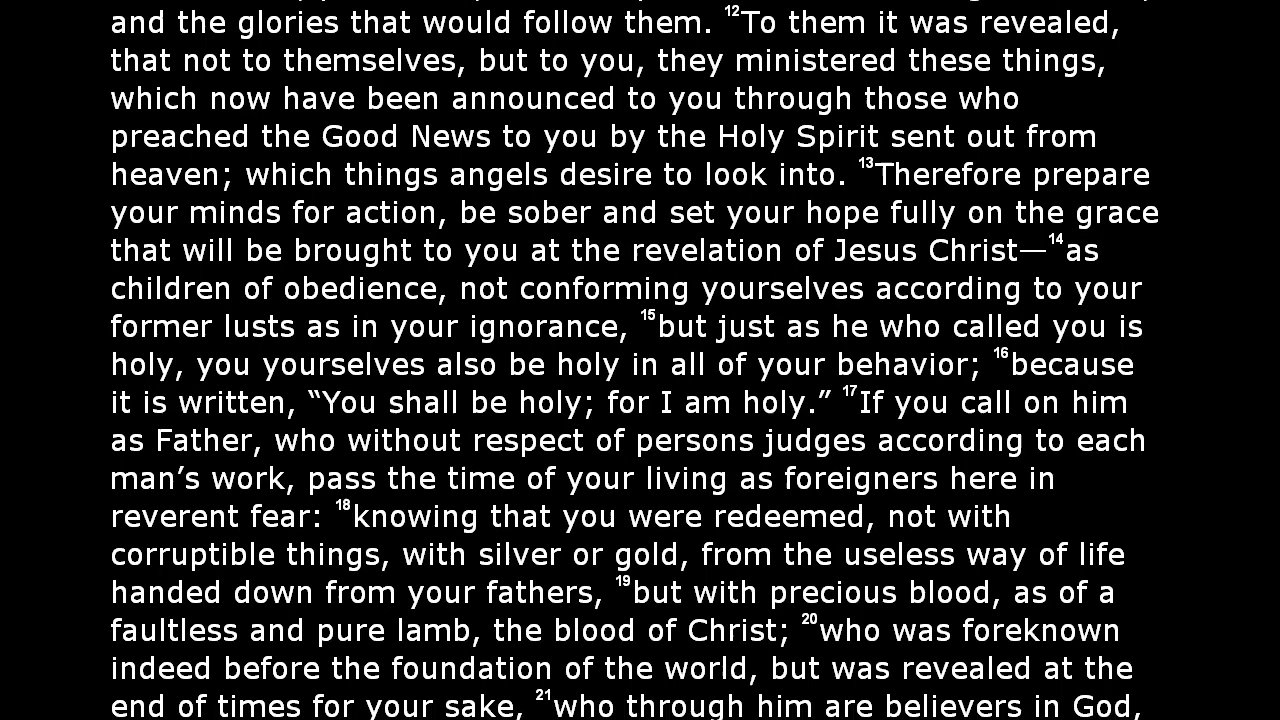 and the glories that would follow them. 12To them it was revealed,
that not to themselves, but to you, they ministered these things,
which now have been announced to you through those who
preached the Good News to you by the Holy Spirit sent out from
heaven; which things angels desire to look into. 13Therefore prepare
your minds for action, be sober and set your hope fully on the grace
that will be brought to you at the revelation of Jesus Christ—14as
children of obedience, not conforming yourselves according to your
former lusts as in your ignorance, 15but just as he who called you is
holy, you yourselves also be holy in all of your behavior; 16because
it is written, “You shall be holy; for I am holy.” 17If you call on him
as Father, who without respect of persons judges according to each
man’s work, pass the time of your living as foreigners here in
reverent fear: 18knowing that you were redeemed, not with
corruptible things, with silver or gold, from the useless way of life
handed down from your fathers, 19but with precious blood, as of a
faultless and pure lamb, the blood of Christ; 20who was foreknown
indeed before the foundation of the world, but was revealed at the
end of times for your sake, 21who through him are believers in God,